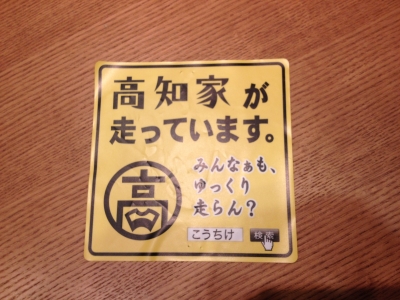 高知家が
走っています。
みんなぁも、
ゆっくり
走らん？
高
こうちけ 検索